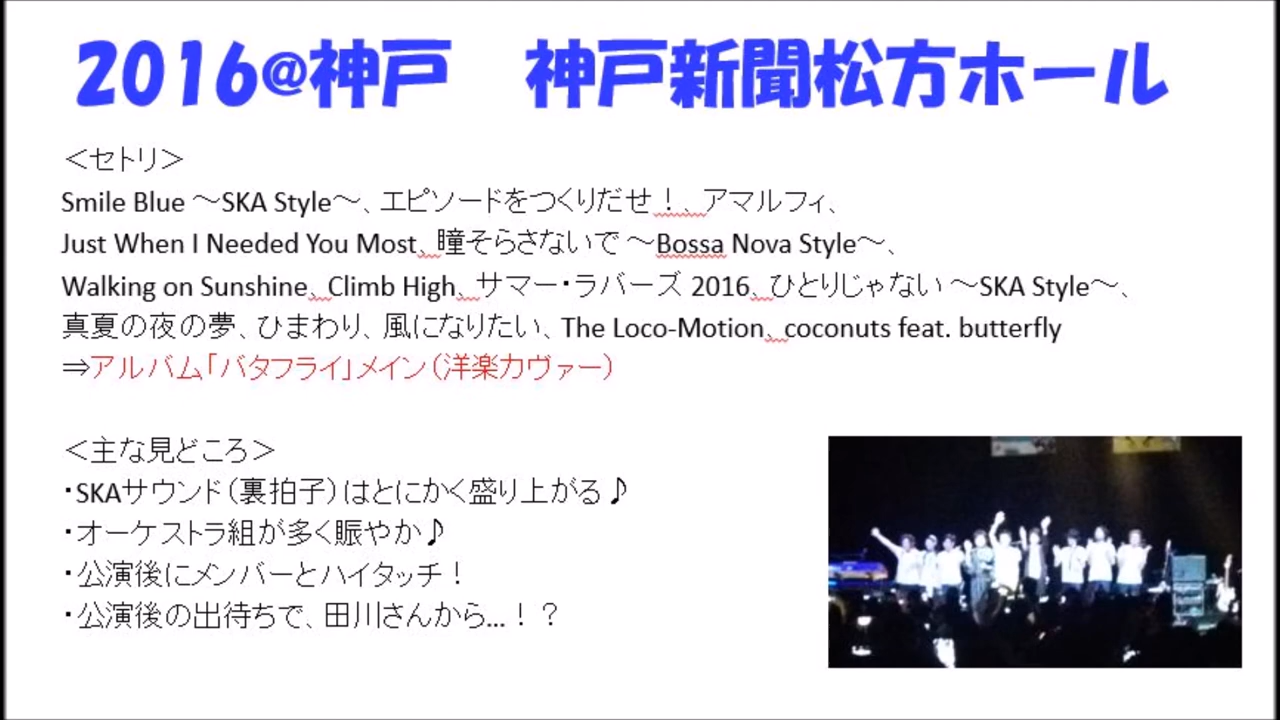 2016@神戸　神戸新聞松方ホール
＜セトリ＞
Smile Blue ～SKA Style～、エピソードをつくりだせ！、アマルフィ、
Just When I Needed You Most、瞳そらさないで ～Bossa Nova Style～、
Walking on Sunshine、Climb High、サマー・ラバーズ 2016、ひとりじゃない ～SKA Style～、
真夏の夜の夢、ひまわり、風になりたい、The Loco-Motion、coconuts feat. butterfly
⇒アルバム「バタフライ」メイン（洋楽カヴァー）
＜主な見どころ＞
・SKAサウンド（裏拍子）はとにかく盛り上がる♪
・オーケストラ組が多く賑やか♪
・公演後にメンバーとハイタッチ！
・公演後の出待ちで、田川さんから…！？